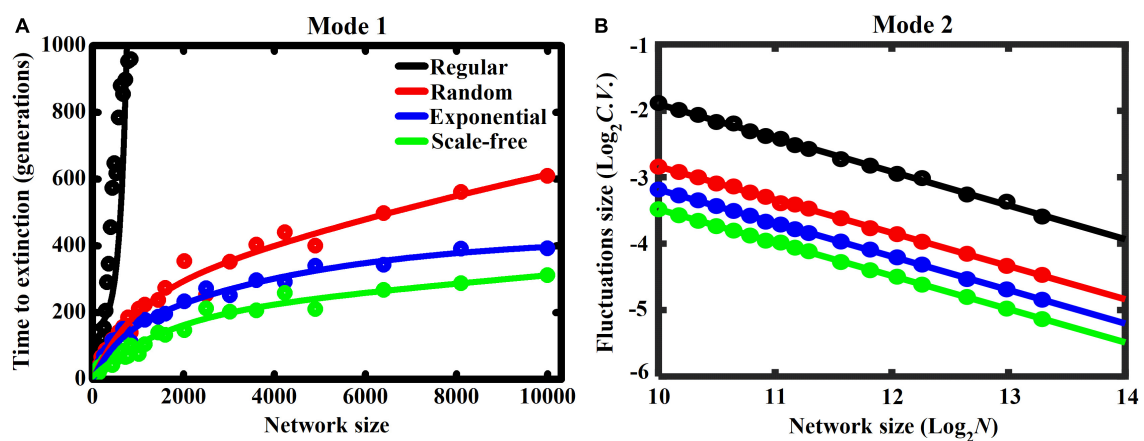 A
Mode 1
Time to extinction (generations)
1000
800
600
400
200
0
Regular
Random
Exponential
Scale-free
0
2000
4000
6000
8000
10000
Network size
B
Mode 2
Fluctuations size (Log2C.V.)
-1
-2
-3
-4
-5
-6
10
11
12
13
14
Network size (Log2N)